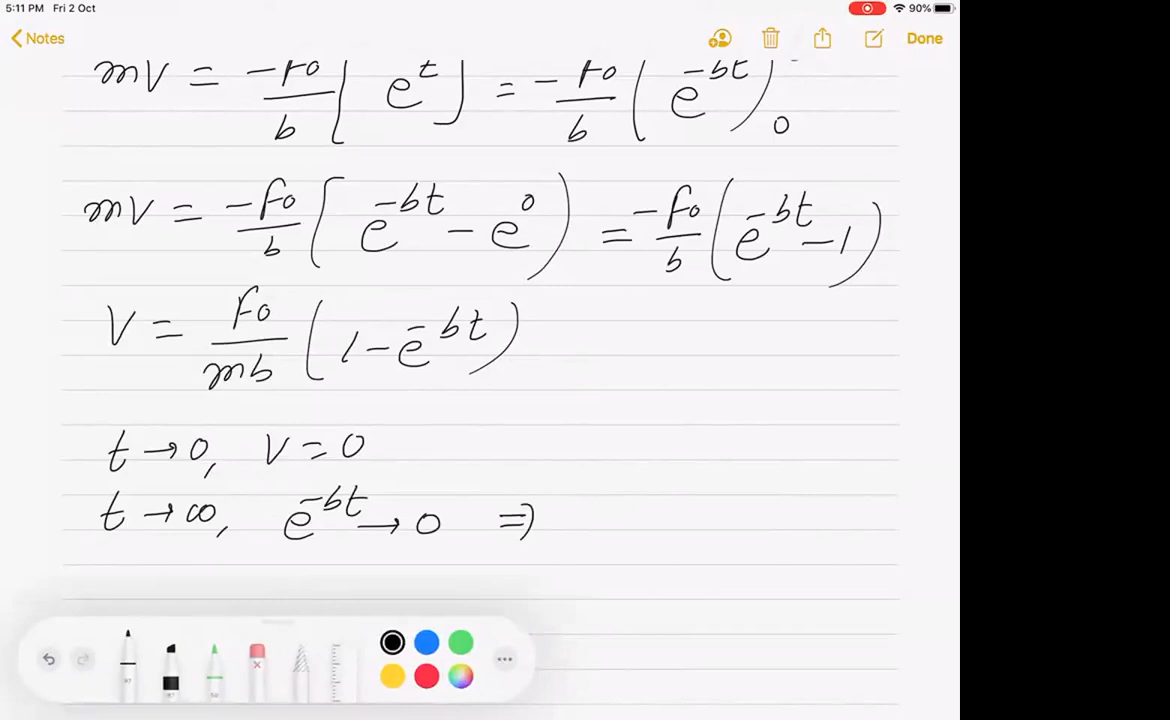 5:11 PM Fri 2 Oct 90%
Notes Done
mv = -F0/b [ e^t ] = -F0/b ( e^-bt )_0
mv = -F0/b ( e^-bt - e^0 ) = -F0/b ( e^-bt - 1 )
V = F0/mb ( 1 - e^-bt )
t → 0, V = 0
t → ∞, e^-bt → 0 ⇒